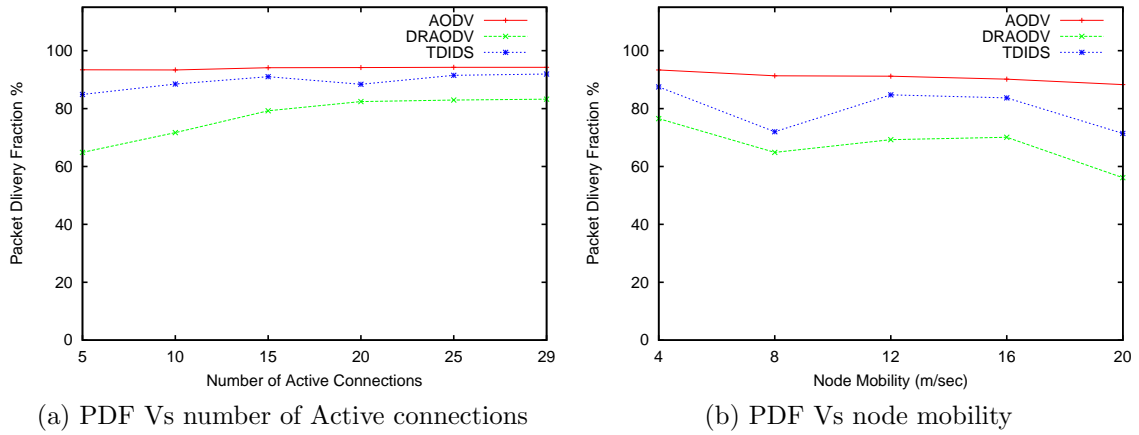 AODV
DRAODV
TDIDS
100
80
60
40
20
0
Packet Dlivery Fraction %
5 10 15 20 25 29
Number of Active Connections
(a) PDF Vs number of Active connections
AODV
DRAODV
TDIDS
100
80
60
40
20
0
Packet Dlivery Fraction %
4 8 12 16 20
Node Mobility (m/sec)
(b) PDF Vs node mobility